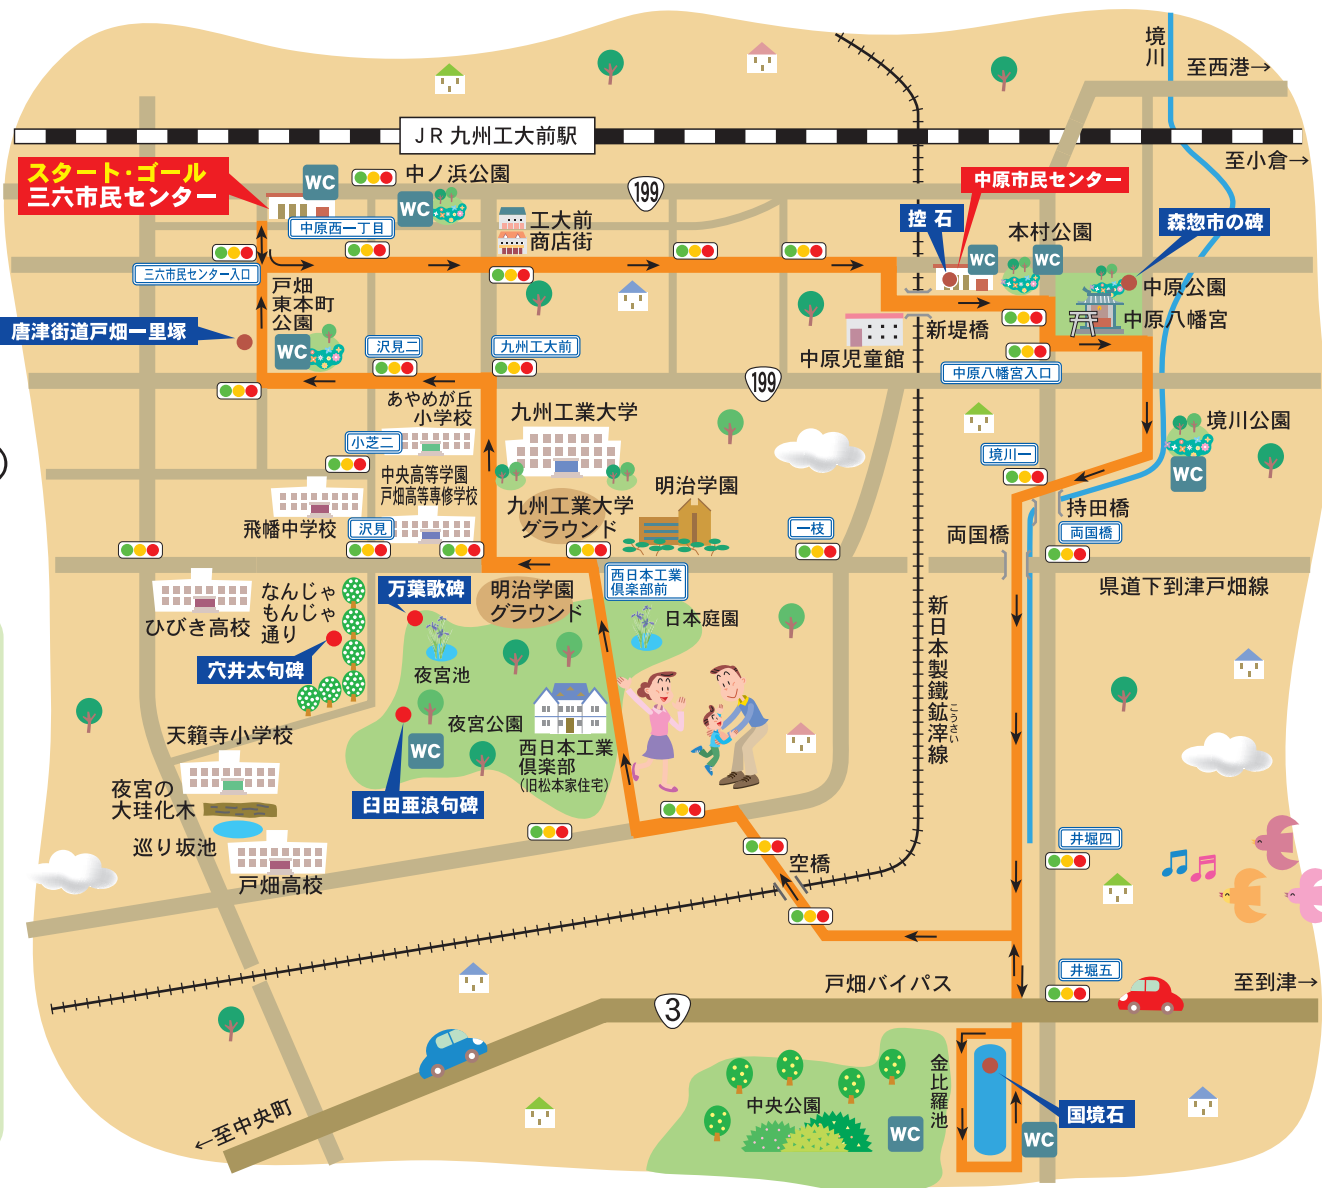 境川
至西港→
JR九州工大前駅
至小倉→
スタート・ゴール
三六市民センター
WC
中ノ浜公園
WC
199
中原市民センター
控石
森惣市の碑
中原西一丁目
工大前
商店街
本村公園
WC
WC
三六市民センター入口
戸畑
東本町
公園
WC
中原公園
中原八幡宮
唐津街道戸畑一里塚
沢見二
九州工大前
新堤橋
中原児童館
中原八幡宮入口
199
あやめが丘
小学校
九州工業大学
境川公園
WC
小芝二
中央高等学園
戸畑高等専修学校
境川一
飛幡中学校
九州工業大学
グラウンド
明治学園
持田橋
沢見
一枝
両国橋
両国橋
西日本工業
倶楽部前
県道下到津戸畑線
なんじゃ
もんじゃ
通り
万葉歌碑
明治学園
グラウンド
日本庭園
ひびき高校
穴井太句碑
夜宮池
新日本製鐵鉱滓線
こうさい
天籟寺小学校
夜宮公園
WC
西日本工業
倶楽部
(旧松本家住宅)
夜宮の
大珪化木
臼田亜浪句碑
巡り坂池
戸畑高校
空橋
井堀四
井堀五
戸畑バイパス
至到津→
3
金比羅池
中央公園
WC
国境石
WC
←至中央町